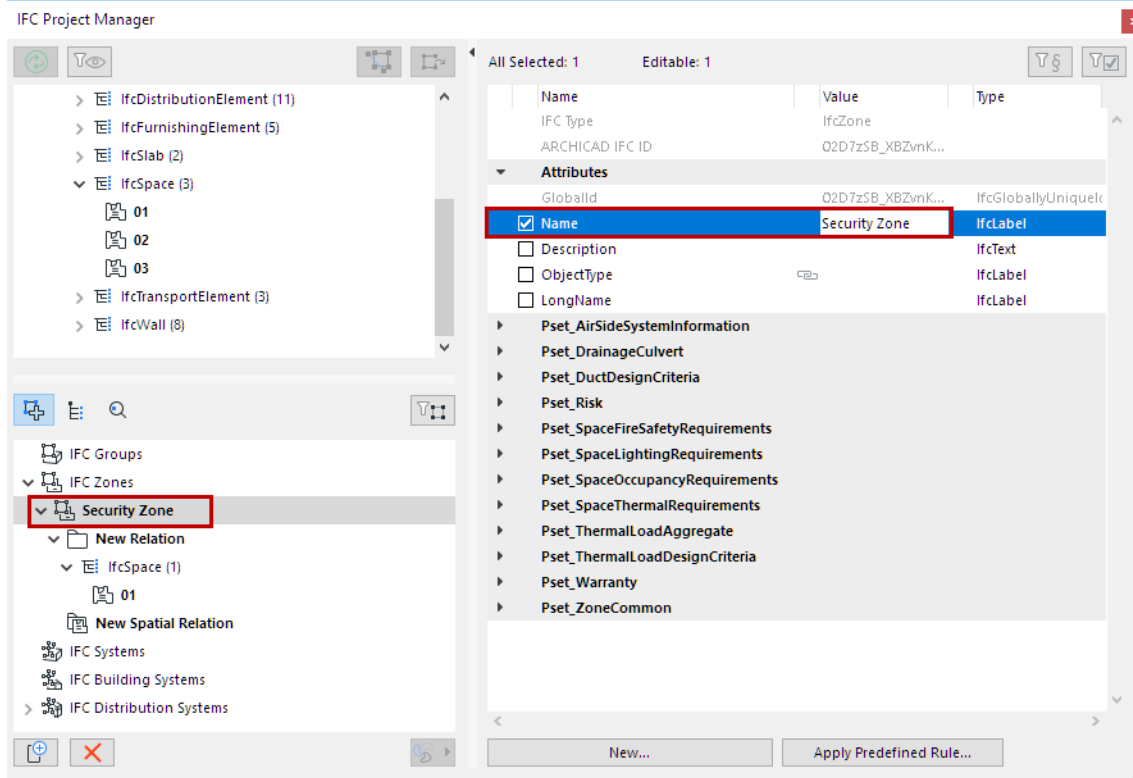 IFC Project Manager
IfcDistributionElement (11)
IfcFurnishingElement (5)
IfcSlab (2)
IfcSpace (3)
01
02
03
IfcTransportElement (3)
IfcWall (8)
IFC Groups
IFC Zones
Security Zone
New Relation
IfcSpace (1)
01
New Spatial Relation
IFC Systems
IFC Building Systems
IFC Distribution Systems
All Selected: 1 Editable: 1
Name Value Type
IFC Type IfcZone
ARCHICAD IFC ID O2D7zSB_XBZvnK...
Attributes
GlobalId O2D7zSB_XBZvnK... IfcGloballyUniqueIc
Name Security Zone IfcLabel
Description IfcText
ObjectType IfcLabel
LongName IfcLabel
Pset_AirSideSystemInformation
Pset_DrainageCulvert
Pset_DuctDesignCriteria
Pset_Risk
Pset_SpaceFireSafetyRequirements
Pset_SpaceLightingRequirements
Pset_SpaceOccupancyRequirements
Pset_SpaceThermalRequirements
Pset_ThermalLoadAggregate
Pset_ThermalLoadDesignCriteria
Pset_Warranty
Pset_ZoneCommon
New... Apply Predefined Rule...